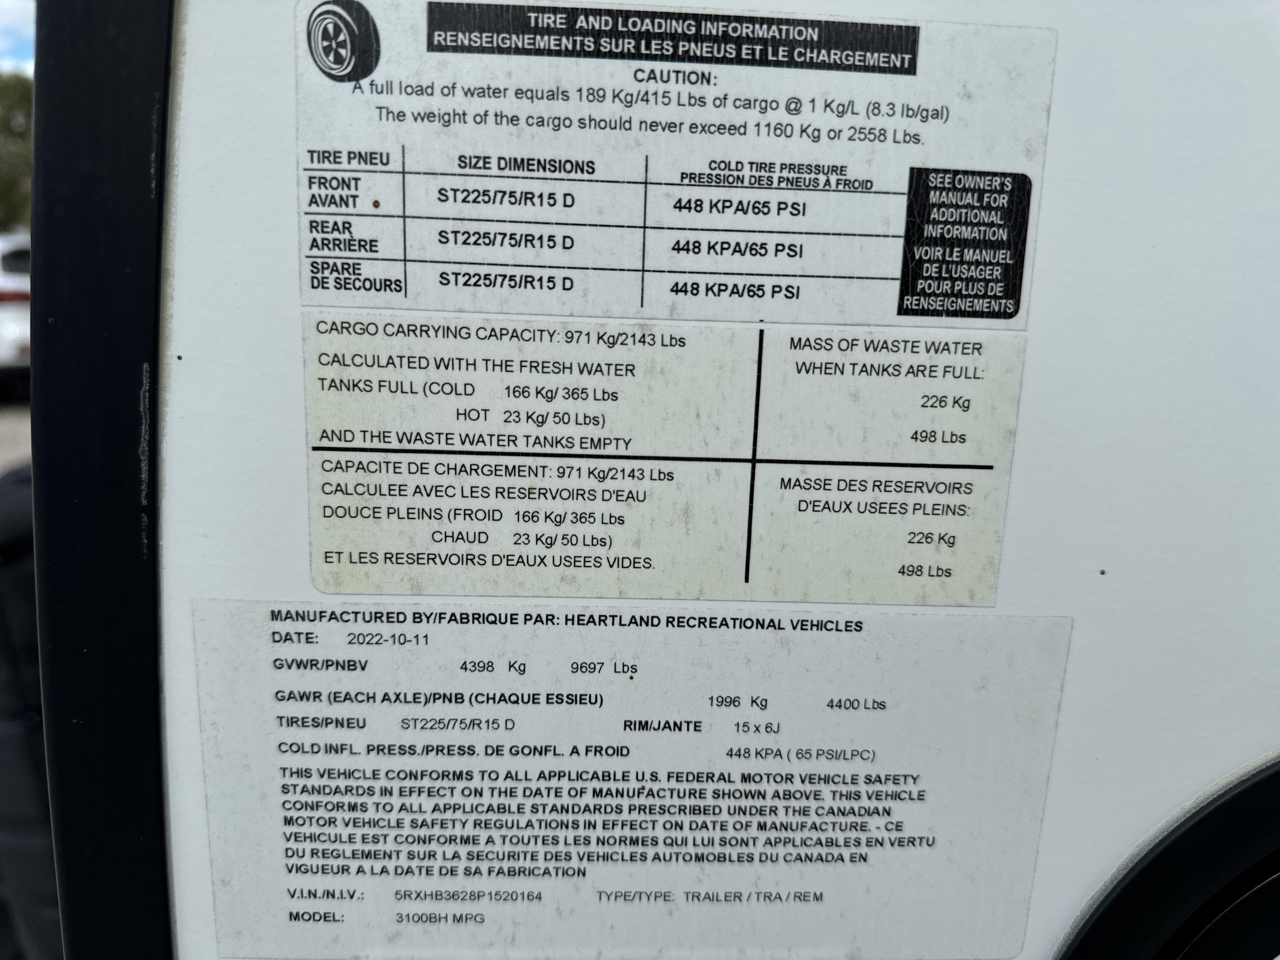 TIRE AND LOADING INFORMATION
RENSEIGNEMENTS SUR LES PNEUS ET LE CHARGEMENT
CAUTION:
A full load of water equals 189 Kg/415 Lbs of cargo @ 1 Kg/L (8.3 lb/gal)
The weight of the cargo should never exceed 1160 Kg or 2558 Lbs.
TIRE PNEU SIZE DIMENSIONS COLD TIRE PRESSURE
PRESSION DES PNEUS À FROID
FRONT
AVANT ST225/75/R15 D 448 KPA/65 PSI
REAR
ARRIÈRE ST225/75/R15 D 448 KPA/65 PSI
SPARE
DE SECOURS ST225/75/R15 D 448 KPA/65 PSI
SEE OWNER'S
MANUAL FOR
ADDITIONAL
INFORMATION
VOIR LE MANUEL
DE L'USAGER
POUR PLUS DE
RENSEIGNEMENTS
CARGO CARRYING CAPACITY: 971 Kg/2143 Lbs
CALCULATED WITH THE FRESH WATER
TANKS FULL (COLD 166 Kg/ 365 Lbs
HOT 23 Kg/ 50 Lbs)
AND THE WASTE WATER TANKS EMPTY
MASS OF WASTE WATER
WHEN TANKS ARE FULL:
226 Kg
498 Lbs
CAPACITE DE CHARGEMENT: 971 Kg/2143 Lbs
CALCULEE AVEC LES RESERVOIRS D'EAU
DOUCE PLEINS (FROID 166 Kg/ 365 Lbs
CHAUD 23 Kg/ 50 Lbs)
ET LES RESERVOIRS D'EAUX USEES VIDES.
MASSE DES RESERVOIRS
D'EAUX USEES PLEINS:
226 Kg
498 Lbs
MANUFACTURED BY/FABRIQUE PAR: HEARTLAND RECREATIONAL VEHICLES
DATE: 2022-10-11
GVWR/PNBV 4398 Kg 9697 Lbs
GAWR (EACH AXLE)/PNB (CHAQUE ESSIEU) 1996 Kg 4400 Lbs
TIRES/PNEU ST225/75/R15 D RIM/JANTE 15 x 6J
COLD INFL. PRESS./PRESS. DE GONFL. A FROID 448 KPA ( 65 PSI/LPC)
THIS VEHICLE CONFORMS TO ALL APPLICABLE U.S. FEDERAL MOTOR VEHICLE SAFETY
STANDARDS IN EFFECT ON THE DATE OF MANUFACTURE SHOWN ABOVE. THIS VEHICLE
CONFORMS TO ALL APPLICABLE STANDARDS PRESCRIBED UNDER THE CANADIAN
MOTOR VEHICLE SAFETY REGULATIONS IN EFFECT ON DATE OF MANUFACTURE. - CE
VEHICULE EST CONFORME A TOUTES LES NORMES QUI LUI SONT APPLICABLES EN VERTU
DU REGLEMENT SUR LA SECURITE DES VEHICLES AUTOMOBLES DU CANADA EN
VIGUEUR A LA DATE DE SA FABRICATION
V.I.N./N.I.V.: 5RXHB3628P1520164 TYPE/TYPE: TRAILER / TRA / REM
MODEL: 3100BH MPG